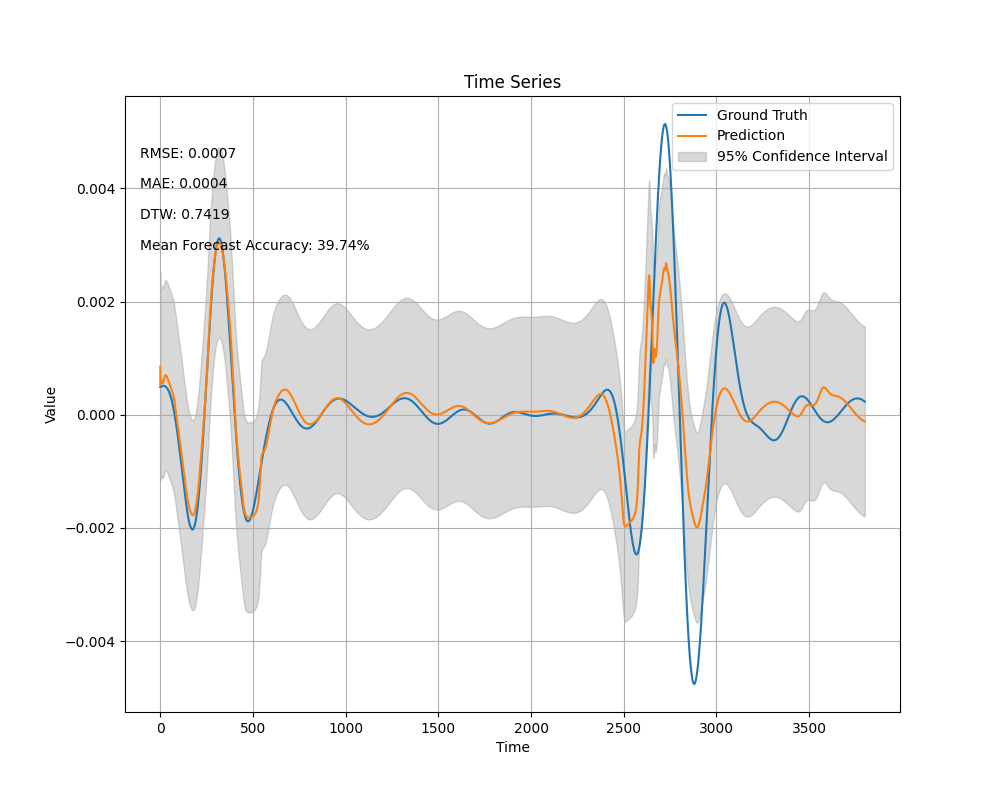 Time Series
Ground Truth
Prediction
95% Confidence Interval
RMSE: 0.0007
MAE: 0.0004
DTW: 0.7419
Mean Forecast Accuracy: 39.74%
0.004
0.002
0.000
−0.002
−0.004
Value
0 500 1000 1500 2000 2500 3000 3500
Time